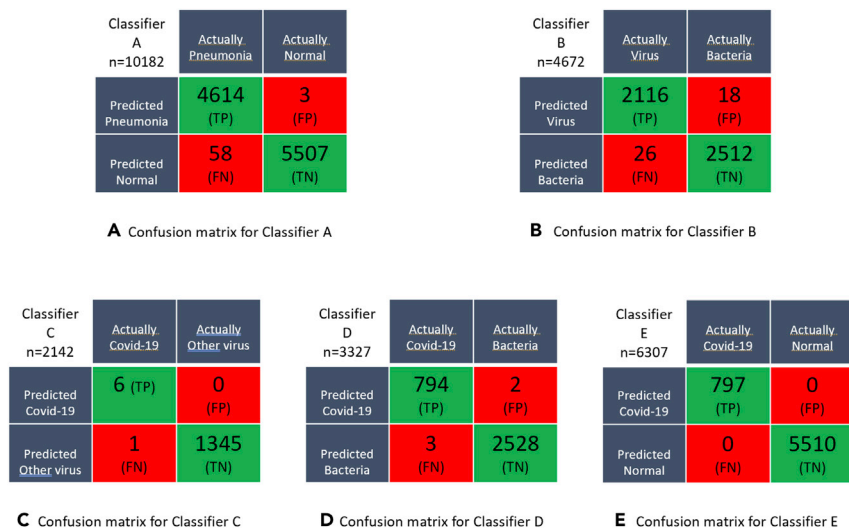 Classifier
A
n=10182
Actually
Pneumonia
Actually
Normal
Predicted
Pneumonia
4614
(TP)
3
(FP)
Predicted
Normal
58
(FN)
5507
(TN)
A Confusion matrix for Classifier A
Classifier
B
n=4672
Actually
Virus
Actually
Bacteria
Predicted
Virus
2116
(TP)
18
(FP)
Predicted
Bacteria
26
(FN)
2512
(TN)
B Confusion matrix for Classifier B
Classifier
C
n=2142
Actually
Covid-19
Actually
Other virus
Predicted
Covid-19
6 (TP)
0
(FP)
Predicted
Other virus
1
(FN)
1345
(TN)
C Confusion matrix for Classifier C
Classifier
D
n=3327
Actually
Covid-19
Actually
Bacteria
Predicted
Covid-19
794
(TP)
2
(FP)
Predicted
Bacteria
3
(FN)
2528
(TN)
D Confusion matrix for Classifier D
Classifier
E
n=6307
Actually
Covid-19
Actually
Normal
Predicted
Covid-19
797
(TP)
0
(FP)
Predicted
Normal
0
(FN)
5510
(TN)
E Confusion matrix for Classifier E